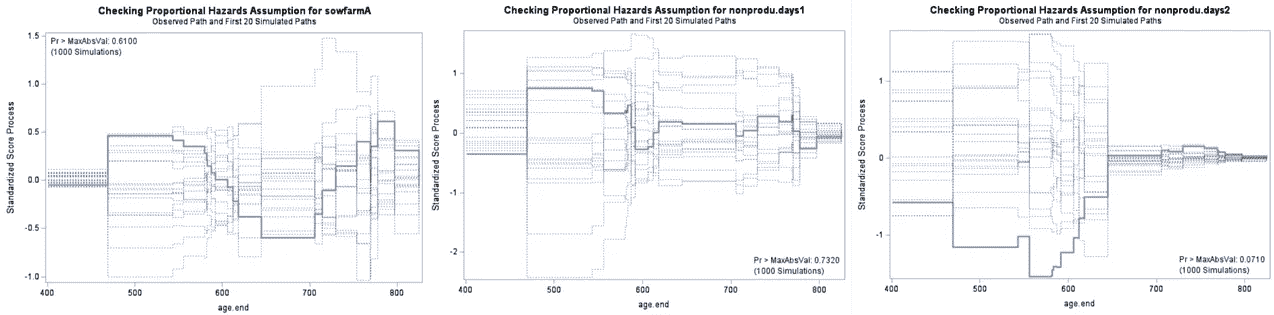 Checking Proportional Hazards Assumption for sowfarmA
Observed Path and First 20 Simulated Paths
Pr > MaxAbsVal: 0.6100
(1000 Simulations)
Standardized Score Process
1.5
1.0
0.5
0.0
-0.5
-1.0
400 500 600 700 800
age.end
Checking Proportional Hazards Assumption for nonprodu.days1
Observed Path and First 20 Simulated Paths
Standardized Score Process
1
0
-1
-2
Pr > MaxAbsVal: 0.7320
(1000 Simulations)
400 500 600 700 800
age.end
Checking Proportional Hazards Assumption for nonprodu.days2
Observed Path and First 20 Simulated Paths
Standardized Score Process
1
0
-1
Pr > MaxAbsVal: 0.0710
(1000 Simulations)
400 500 600 700 800
age.end